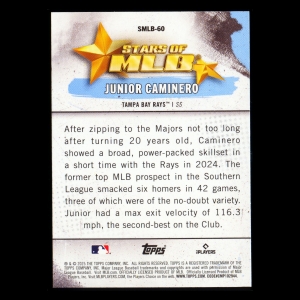 SMLB-60
STARS OF
MLB
JUNIOR CAMINERO
TAMPA BAY RAYS | SS
After zipping to the Majors not too long
after turning 20 years old, Caminero
showed a broad, power-packed skillset in
a short time with the Rays in 2024. The
former top MLB prospect in the Southern
League smacked six homers in 42 games,
three of which were of the no-doubt variety.
Junior had a max exit velocity of 116.3
mph, the second-best on the Club.
Topps
PLAYERS